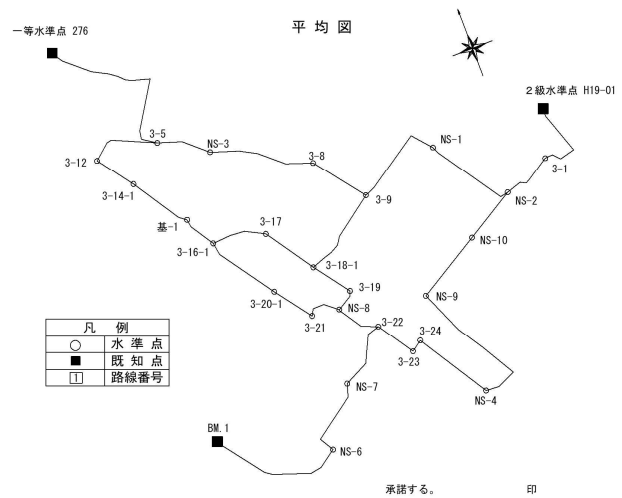 平均図
一等水準点 276
2級水準点 H19-01
3-5
NS-3
3-12
3-8
NS-1
3-1
3-14-1
3-9
NS-2
基-1
3-17
NS-10
3-16-1
3-18-1
3-20-1
3-19
NS-9
3-21
NS-8
3-22
3-24
3-23
凡 例
○ 水準点
■ 既知点
1 路線番号
NS-7
NS-4
BM.1
NS-6
承諾する。 印